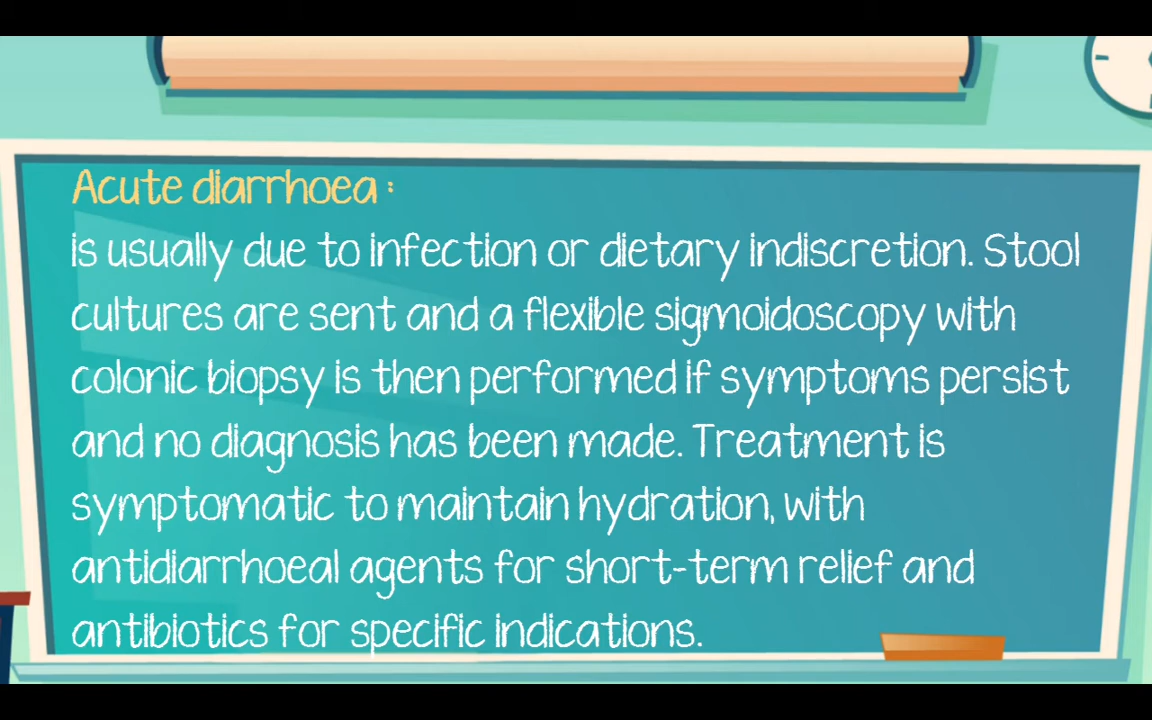 Acute diarrhoea :
is usually due to infection or dietary indiscretion. Stool
cultures are sent and a flexible sigmoidoscopy with
colonic biopsy is then performed if symptoms persist
and no diagnosis has been made. Treatment is
symptomatic to maintain hydration, with
antidiarrhoeal agents for short-term relief and
antibiotics for specific indications.